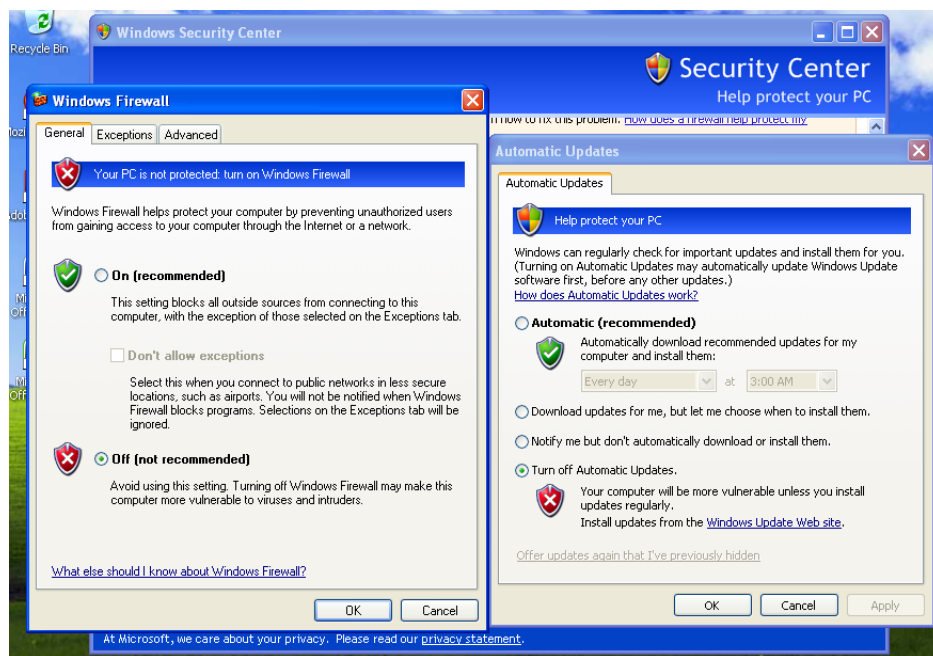 Recycle Bin
Windows Security Center
Security Center
Help protect your PC
Windows Firewall
General
Exceptions
Advanced
Your PC is not protected: turn on Windows Firewall
Windows Firewall helps protect your computer by preventing unauthorized users
from gaining access to your computer through the Internet or a network.
On (recommended)
This setting blocks all outside sources from connecting to this
computer, with the exception of those selected on the Exceptions tab.
Don't allow exceptions
Select this when you connect to public networks in less secure
locations, such as airports. You will not be notified when Windows
Firewall blocks programs. Selections on the Exceptions tab will be
ignored.
Off (not recommended)
Avoid using this setting. Turning off Windows Firewall may make this
computer more vulnerable to viruses and intruders.
What else should I know about Windows Firewall?
OK
Cancel
how to fix this problem. How does a firewall help protect my
Automatic Updates
Automatic Updates
Help protect your PC
Windows can regularly check for important updates and install them for you.
(Turning on Automatic Updates may automatically update Windows Update
software first, before any other updates.)
How does Automatic Updates work?
Automatic (recommended)
Automatically download recommended updates for my
computer and install them:
Every day at 3:00 AM
Download updates for me, but let me choose when to install them.
Notify me but don't automatically download or install them.
Turn off Automatic Updates.
Your computer will be more vulnerable unless you install
updates regularly.
Install updates from the Windows Update Web site.
Offer updates again that I've previously hidden
OK
Cancel
Apply
At Microsoft, we care about your privacy. Please read our privacy statement.